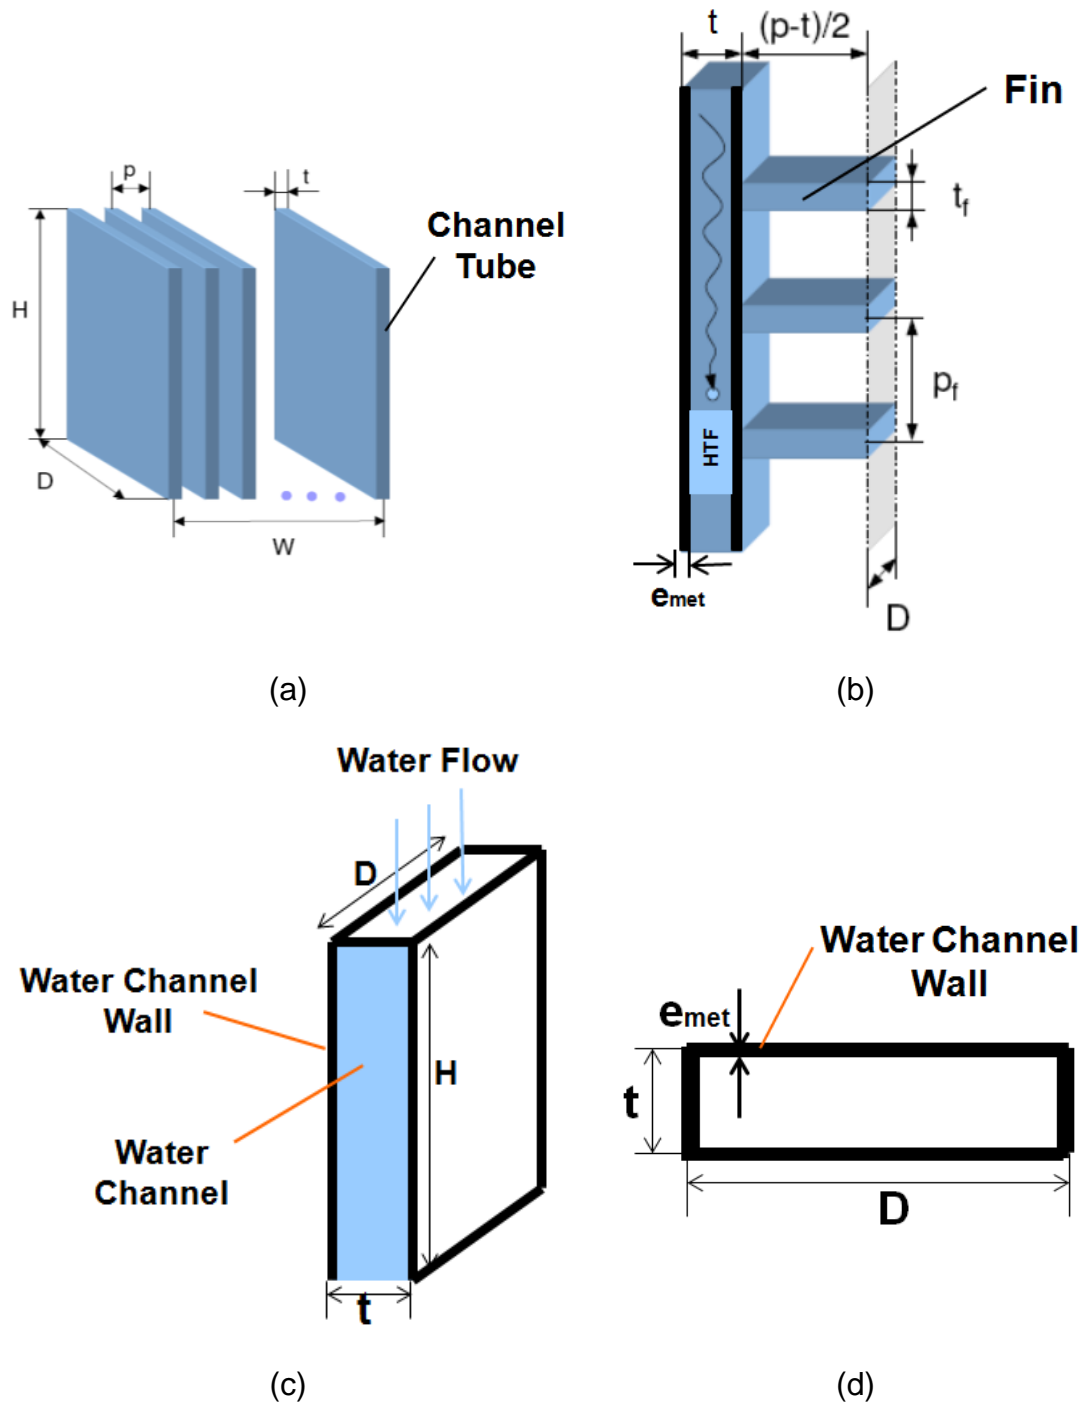 p
t
H
Channel
Tube
D
W
(a)
t
(p-t)/2
Fin
tf
pf
HTF
emet
D
(b)
Water Flow
D
Water Channel
Wall
H
Water
Channel
t
(c)
Water Channel
Wall
emet
t
D
(d)